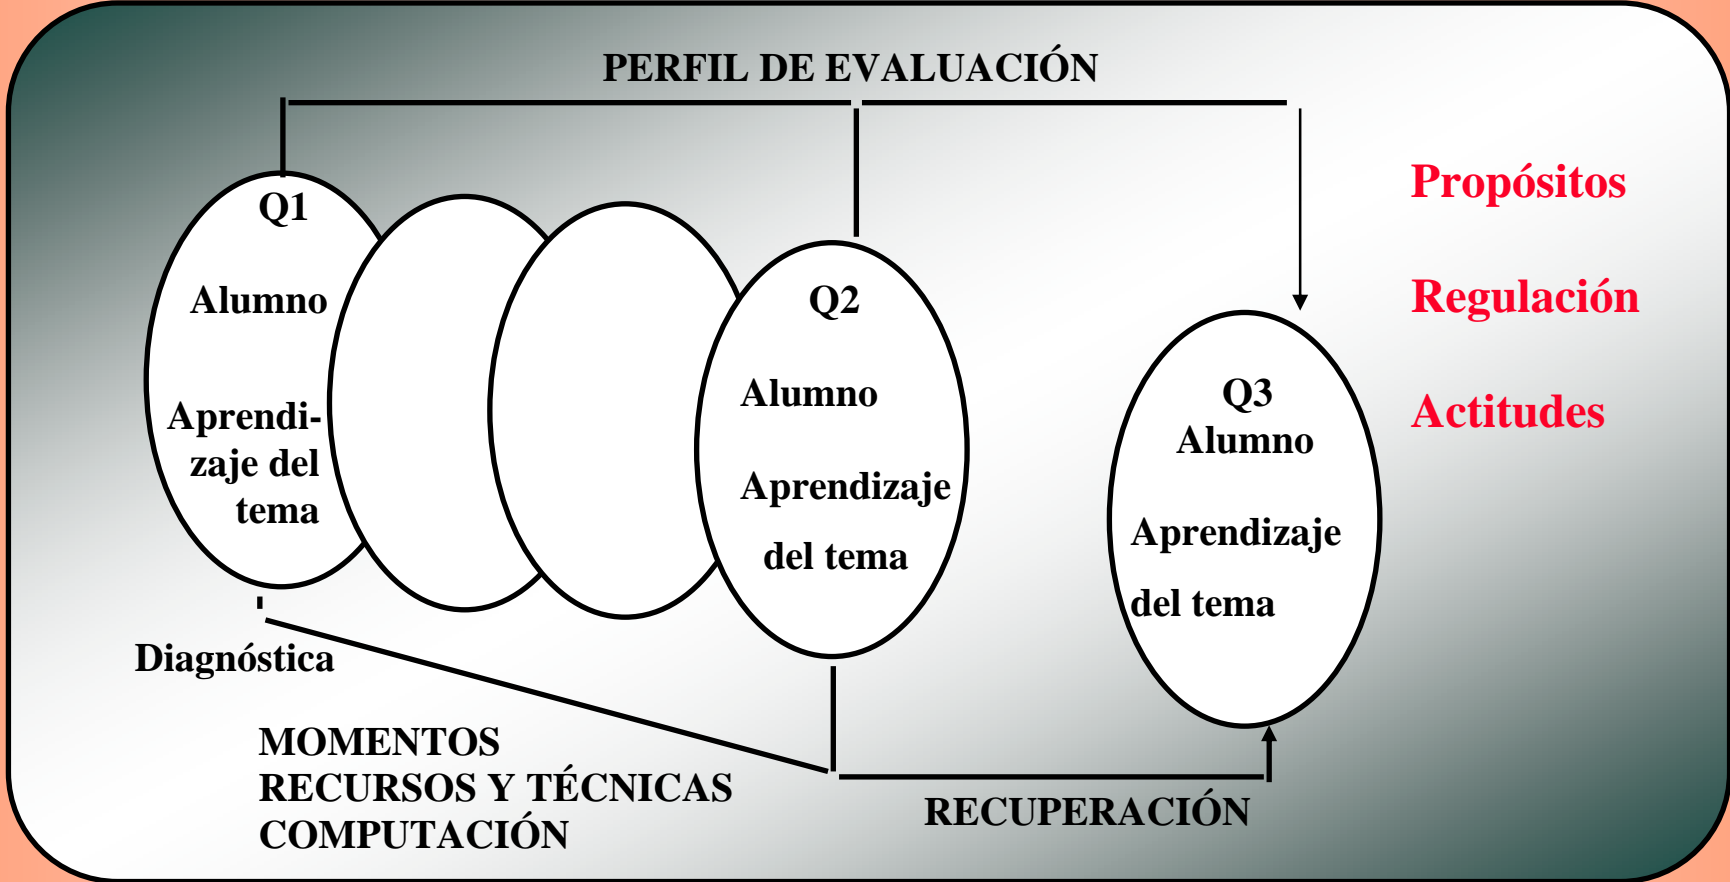 PERFIL DE EVALUACIÓN
Q1
Alumno
Aprendi-
zaje del
tema
Q2
Alumno
Aprendizaje
del tema
Q3
Alumno
Aprendizaje
del tema
Propósitos
Regulación
Actitudes
Diagnóstica
MOMENTOS
RECURSOS Y TÉCNICAS
COMPUTACIÓN
RECUPERACIÓN